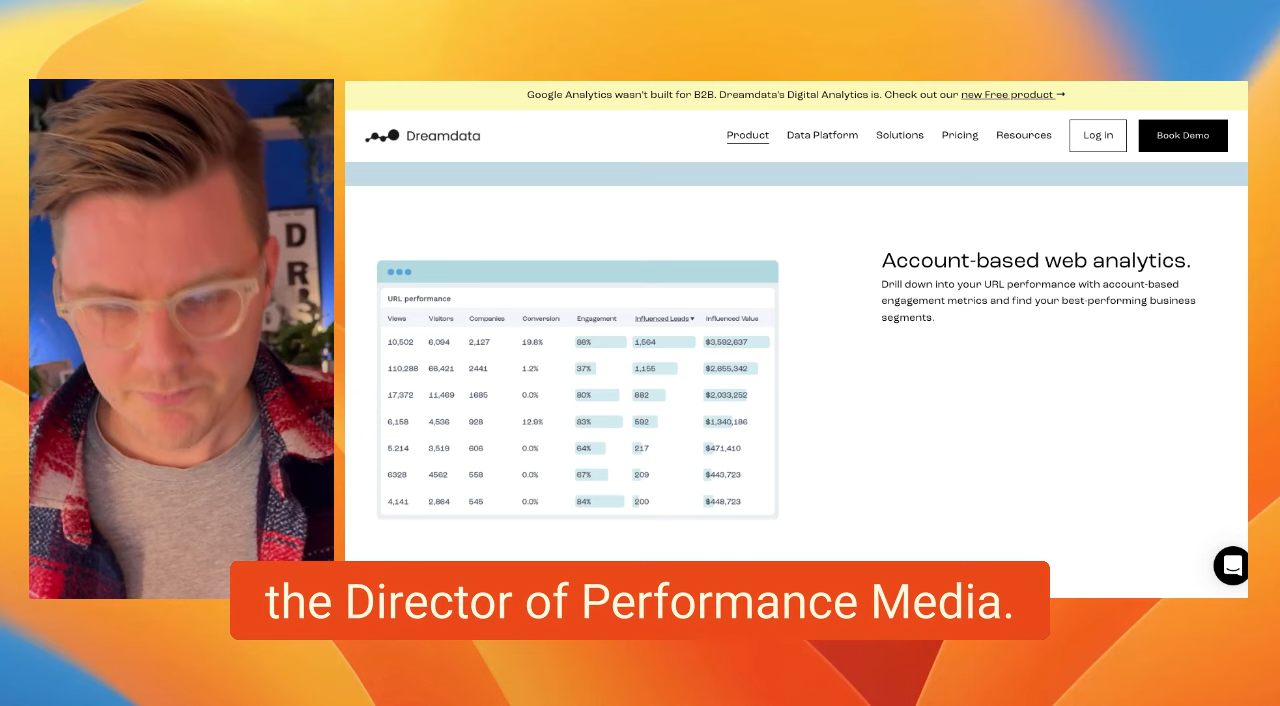 Google Analytics wasn't built for B2B. Dreamdata's Digital Analytics is. Check out our new Free product →
Dreamdata
Product Data Platform Solutions Pricing Resources Log in Book Demo
D
R
Account-based web analytics.
Drill down into your URL performance with account-based
engagement metrics and find your best-performing business
segments.
URL performance
Views Visitors Companies Conversion Engagement Influenced Leads ▾ Influenced Value
10,502 6,094 2,127 19.8% 88% 1,564 $3,592,637
110,288 66,421 2441 1.2% 37% 1,155 $2,655,342
17,372 11,469 1685 0.0% 80% 882 $2,033,252
6,158 4,536 928 12.9% 83% 592 $1,340,186
5.214 3,519 606 0.0% 64% 217 $471,410
6328 4562 558 0.0% 67% 209 $443,723
4,141 2,864 545 0.0% 84% 200 $448,723
the Director of Performance Media.